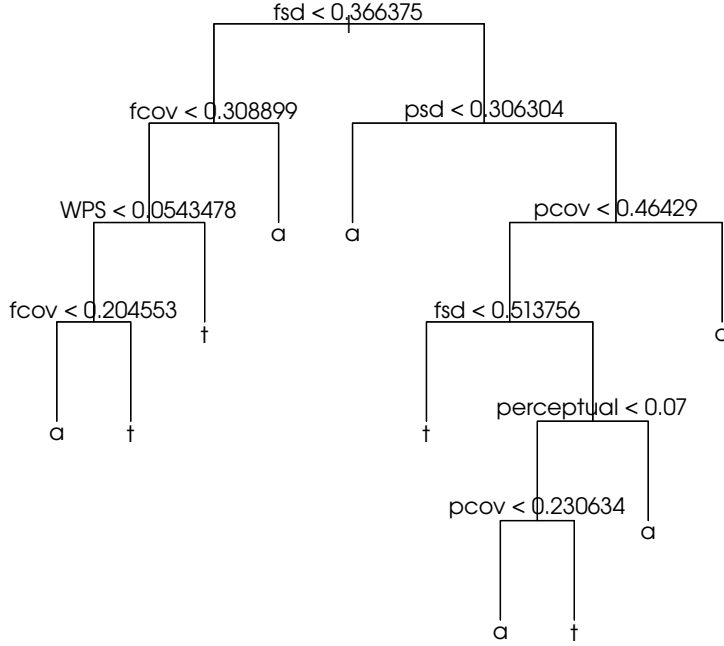 fsd < 0.366375
fcov < 0.308899
psd < 0.306304
WPS < 0.0543478
a
a
pcov < 0.46429
fcov < 0.204553
t
fsd < 0.513756
a
t
t
perceptual < 0.07
pcov < 0.230634
a
a
t